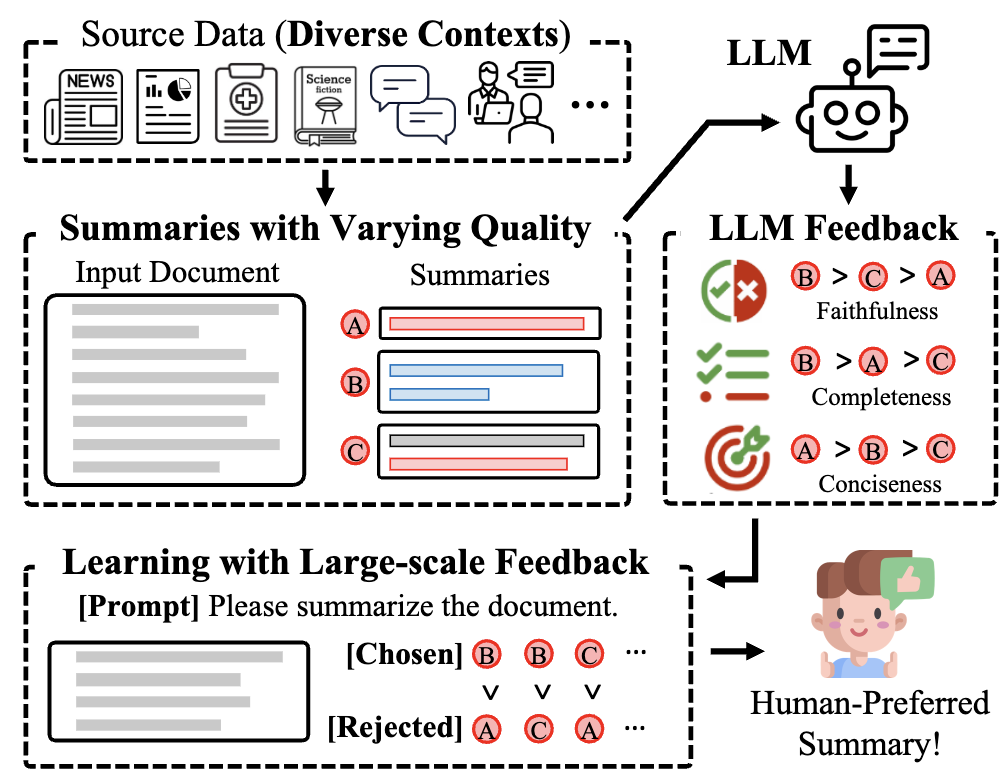 Source Data (Diverse Contexts)
NEWS
Science
fiction
...
LLM
Summaries with Varying Quality
Input Document
Summaries
A
B
C
LLM Feedback
B > C > A
Faithfulness
B > A > C
Completeness
A > B > C
Conciseness
Learning with Large-scale Feedback
[Prompt] Please summarize the document.
[Chosen] B B C ...
> > >
[Rejected] A C A ...
Human-Preferred
Summary!